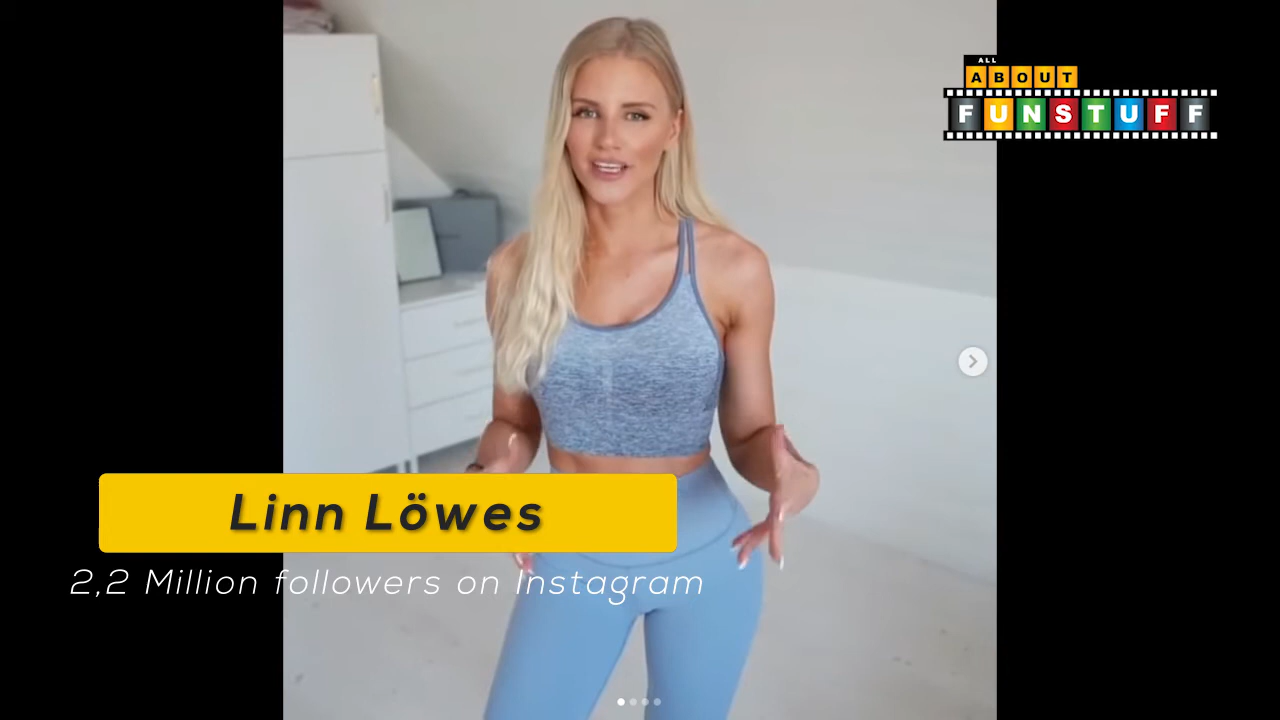 ALL
ABOUT
FUNSTUFF
Linn Löwes
2,2 Million followers on Instagram